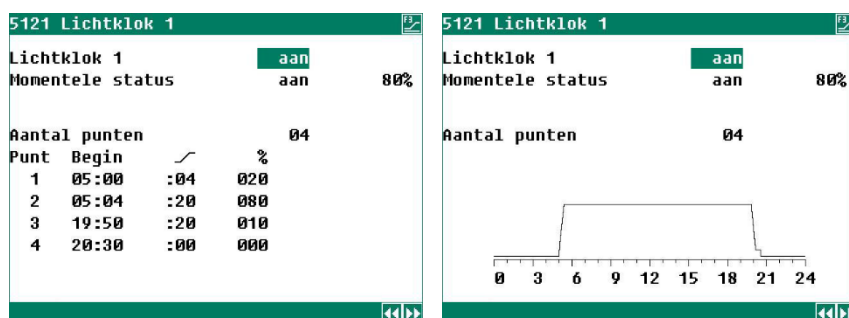 5121 Lichtklok 1 F3
Lichtklok 1 aan
Momentele status aan 80%
Aantal punten 04
Punt Begin %
1 05:00 :04 020
2 05:04 :20 080
3 19:50 :20 010
4 20:30 :00 000
5121 Lichtklok 1 F3
Lichtklok 1 aan
Momentele status aan 80%
Aantal punten 04
0 3 6 9 12 15 18 21 24